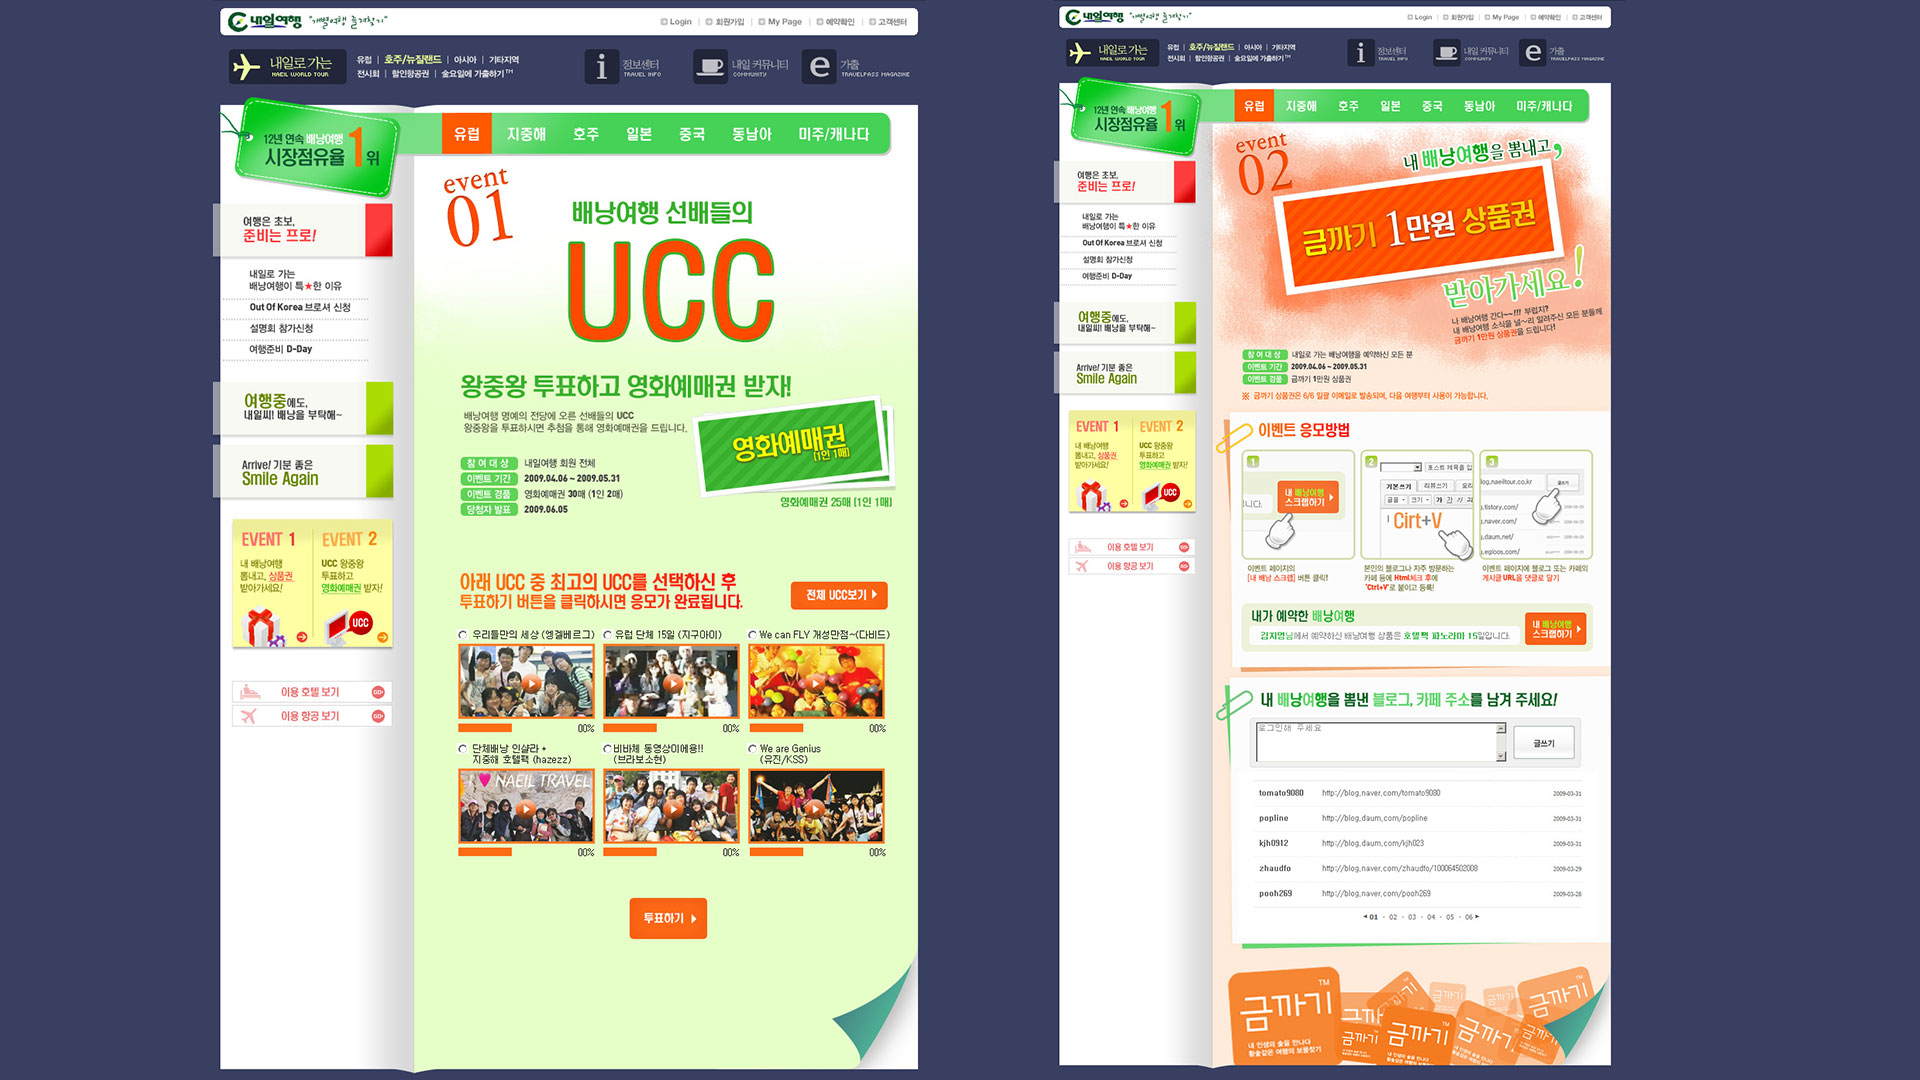 내일여행 "개별여행 즐겨찾기"
Login 회원가입 My Page 예약확인 고객센터
내일로 가는
NAEIL WORLD TOUR
유럽 | 호주/뉴질랜드 | 아시아 | 기타지역
전시회 | 할인항공권 | 금요일에 가출하기™
정보센터
TRAVEL INFO
내일 커뮤니티
COMMUNITY
가출
TRAVELPASS MAGAZINE
12년 연속 배낭여행
시장점유율 1위
유럽 지중해 호주 일본 중국 동남아 미주/캐나다
여행은 초보,
준비는 프로!
내일로 가는
배낭여행이 특★한 이유
Out Of Korea 브로셔 신청
설명회 참가신청
여행준비 D-Day
여행중에도,
내일씨! 배낭을 부탁해~
Arrive! 기분 좋은
Smile Again
EVENT 1
내 배낭여행
뽐내고, 상품권
받아가세요!
EVENT 2
UCC 왕중왕
투표하고
영화예매권 받자!
UCC
이용 호텔 보기 GO
이용 항공 보기 GO
event
01
배낭여행 선배들의
UCC
왕중왕 투표하고 영화예매권 받자!
배낭여행 명예의 전당에 오른 선배들의 UCC
왕중왕을 투표하시면 추첨을 통해 영화예매권을 드립니다.
영화예매권
[1인 1매]
영화예매권 25매 [1인 1매]
참 여 대 상 내일여행 회원 전체
이벤트 기간 2009.04.06 ~ 2009.05.31
이벤트 경품 영화예매권 30매 (1인 2매)
당첨자 발표 2009.06.05
아래 UCC 중 최고의 UCC를 선택하신 후
투표하기 버튼을 클릭하시면 응모가 완료됩니다.
전체 UCC보기
우리들만의 세상 (엥겔베르그) 유럽 단체 15일 (지구아이) We can FLY 개성만점~(다비드)
00% 00% 00%
단체배낭 인샬라 +
지중해 호텔팩 (hazezz)
비바체 동영상이에용!!
(브라보소현)
We are Genius
(유진/KSS)
NAEIL TRAVEL
00% 00% 00%
투표하기
내일여행 "개별여행 즐겨찾기"
Login 회원가입 My Page 예약확인 고객센터
내일로 가는
NAEIL WORLD TOUR
유럽 | 호주/뉴질랜드 | 아시아 | 기타지역
전시회 | 할인항공권 | 금요일에 가출하기™
정보센터
TRAVEL INFO
내일 커뮤니티
COMMUNITY
가출
TRAVELPASS MAGAZINE
12년 연속 배낭여행
시장점유율 1위
유럽 지중해 호주 일본 중국 동남아 미주/캐나다
여행은 초보,
준비는 프로!
내일로 가는
배낭여행이 특★한 이유
Out Of Korea 브로셔 신청
설명회 참가신청
여행준비 D-Day
여행중에도,
내일씨! 배낭을 부탁해~
Arrive! 기분 좋은
Smile Again
EVENT 1
내 배낭여행
뽐내고, 상품권
받아가세요!
EVENT 2
UCC 왕중왕
투표하고
영화예매권 받자!
UCC
이용 호텔 보기 GO
이용 항공 보기 GO
event
02
내 배낭여행을 뽐내고,
금까기 1만원 상품권
받아가세요!
나 배낭여행 간다~~!!! 부럽지?
내 배낭여행 소식을 널~리 알려주신 모든 분들께
금까기 1만원 상품권을 드립니다!
참 여 대 상 내일로 가는 배낭여행을 예약하신 모든 분
이벤트 기간 2009.04.06 ~ 2009.05.31
이벤트 경품 금까기 1만원 상품권
※ 금까기 상품권은 6/6 일괄 이메일로 발송되며, 다음 여행부터 사용이 가능합니다.
이벤트 응모방법
1
니다.
내 배낭여행
스크랩하기
이벤트 페이지의
[내 배낭 스크랩] 버튼 클릭!
2
포스트 제목을 입
기본쓰기 리뷰쓰기
글꼴 크기 가 가
Cirt+V
본인의 블로그나 자주 방문하는
카페 등에 Html체크 후에
'Ctrl+V'로 붙이고 등록!
3
log.naeiltour.co.kr 글쓰기
.tistory.com/
.naver.com/
.daum.net/
.egloos.com/
이벤트 페이지에 블로그 또는 카페의
게시글 URL을 댓글로 달기
내가 예약한 배낭여행
김지영님께서 예약하신 배낭여행 상품은 호텔팩 파노라마 15일입니다.
내 배낭여행
스크랩하기
내 배낭여행을 뽐낸 블로그, 카페 주소를 남겨 주세요!
로그인해 주세요
글쓰기
tomato9080 http://blog.naver.com/tomato9080 2009-03-31
popline http://blog.daum.com/popline 2009-03-31
kjh0912 http://blog.daum.com/kjh023 2009-03-31
zhaudfo http://blog.naver.com/zhaudfo/100064502008 2009-03-29
pooh269 http://blog.naver.com/pooh269 2009-03-28
01 - 02 - 03 - 04 - 05 - 06
금까기™
내 인생의 숲을 만나다
황금같은 여행의 보물찾기
금까기
금까기
금까기
금까기